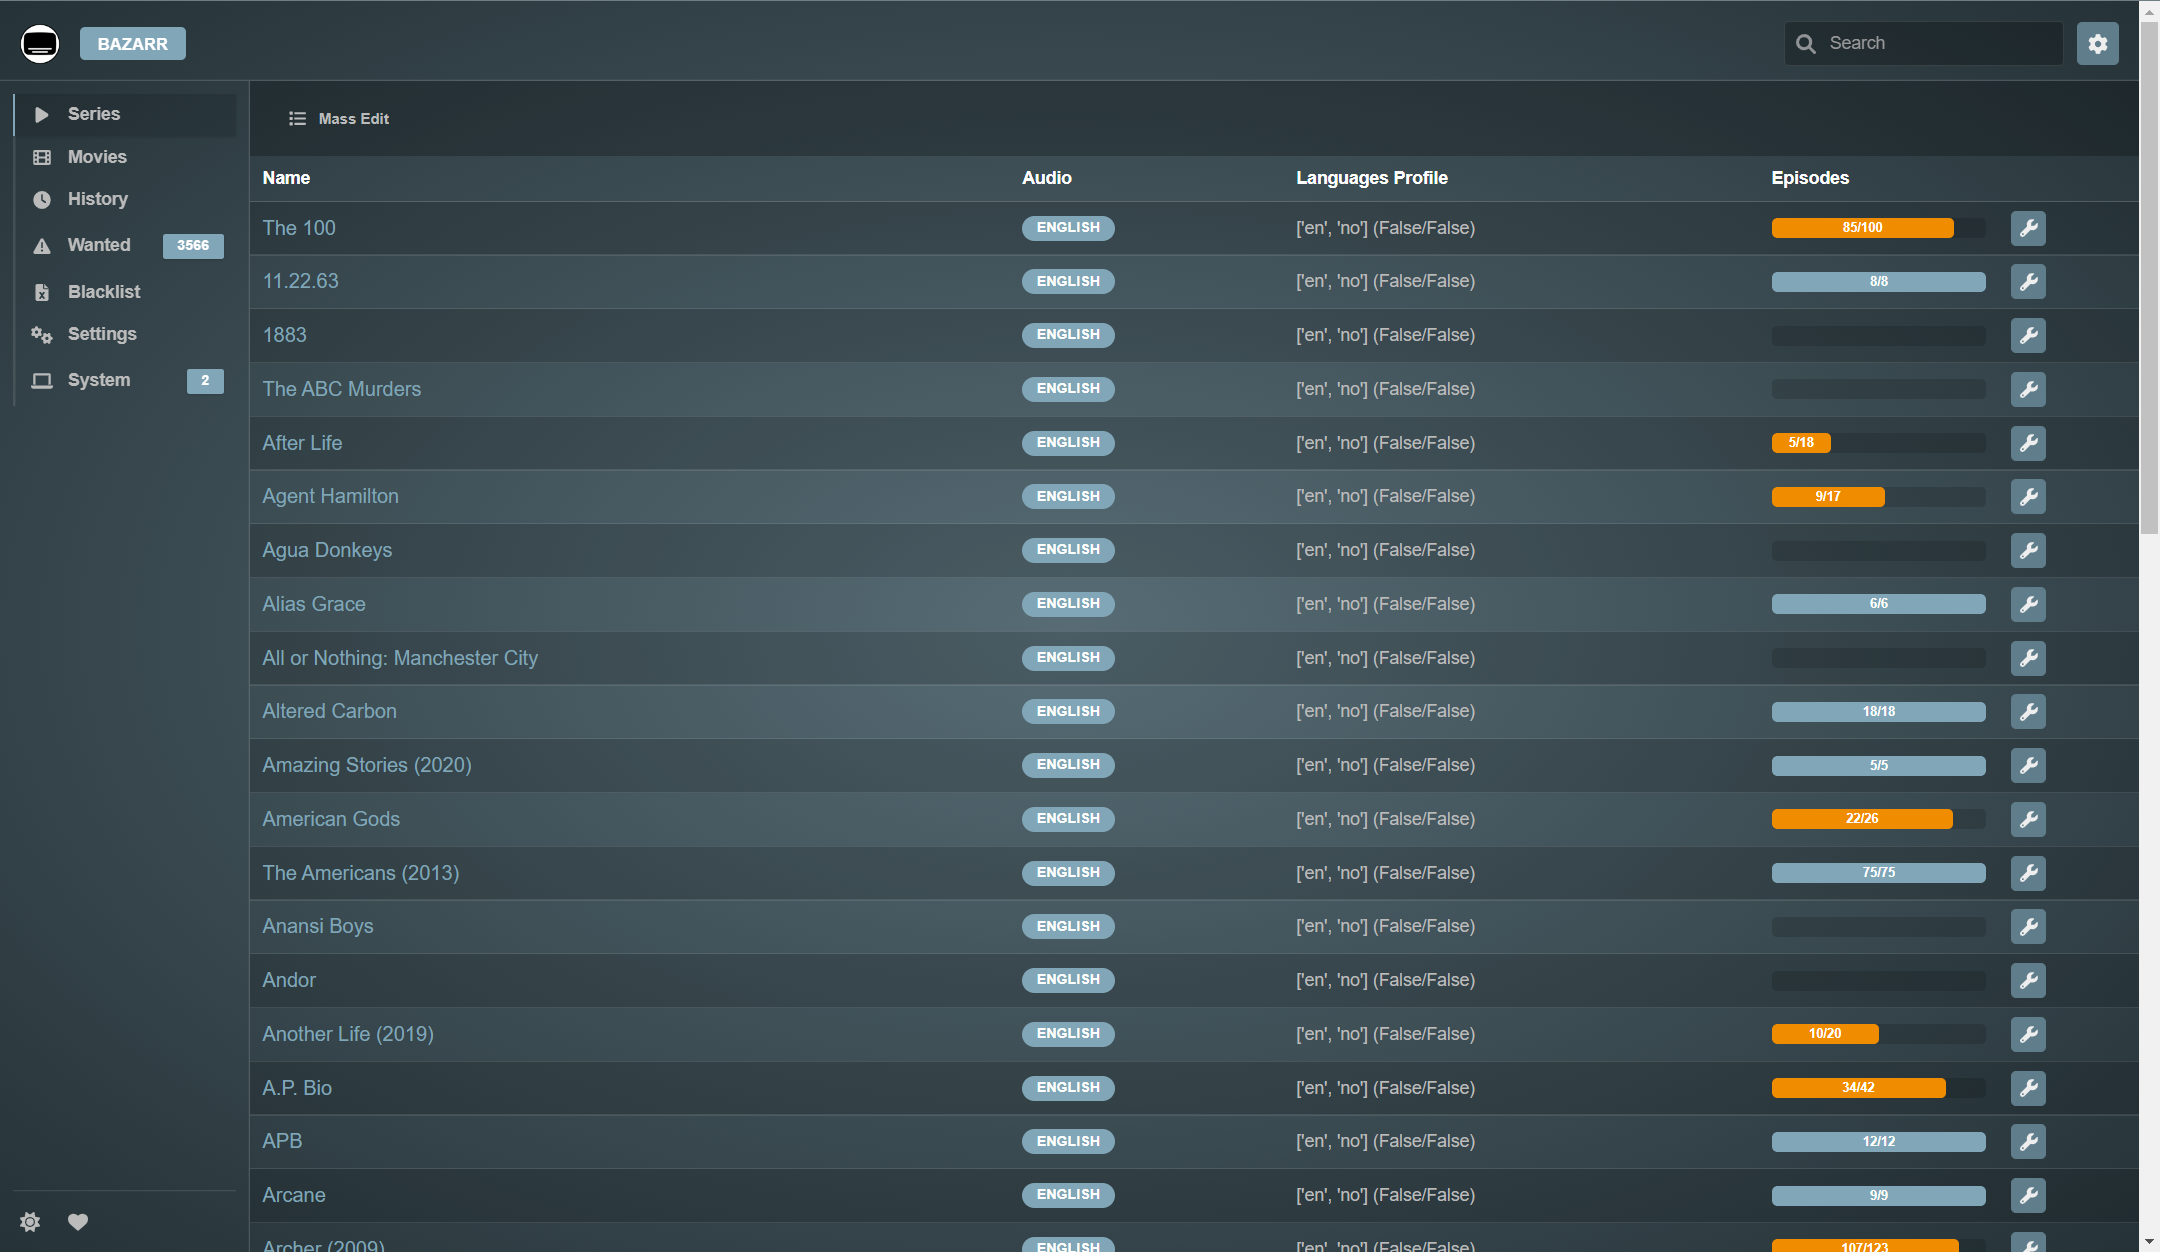 BAZARR
Search
Series
Movies
History
Wanted 3566
Blacklist
Settings
System 2
Mass Edit
Name Audio Languages Profile Episodes
The 100 ENGLISH ['en', 'no'] (False/False) 85/100
11.22.63 ENGLISH ['en', 'no'] (False/False) 8/8
1883 ENGLISH ['en', 'no'] (False/False)
The ABC Murders ENGLISH ['en', 'no'] (False/False)
After Life ENGLISH ['en', 'no'] (False/False) 5/18
Agent Hamilton ENGLISH ['en', 'no'] (False/False) 9/17
Agua Donkeys ENGLISH ['en', 'no'] (False/False)
Alias Grace ENGLISH ['en', 'no'] (False/False) 6/6
All or Nothing: Manchester City ENGLISH ['en', 'no'] (False/False)
Altered Carbon ENGLISH ['en', 'no'] (False/False) 18/18
Amazing Stories (2020) ENGLISH ['en', 'no'] (False/False) 5/5
American Gods ENGLISH ['en', 'no'] (False/False) 22/26
The Americans (2013) ENGLISH ['en', 'no'] (False/False) 75/75
Anansi Boys ENGLISH ['en', 'no'] (False/False)
Andor ENGLISH ['en', 'no'] (False/False)
Another Life (2019) ENGLISH ['en', 'no'] (False/False) 10/20
A.P. Bio ENGLISH ['en', 'no'] (False/False) 34/42
APB ENGLISH ['en', 'no'] (False/False) 12/12
Arcane ENGLISH ['en', 'no'] (False/False) 9/9
Archer (2009) ENGLISH ['en', 'no'] (False/False) 107/123